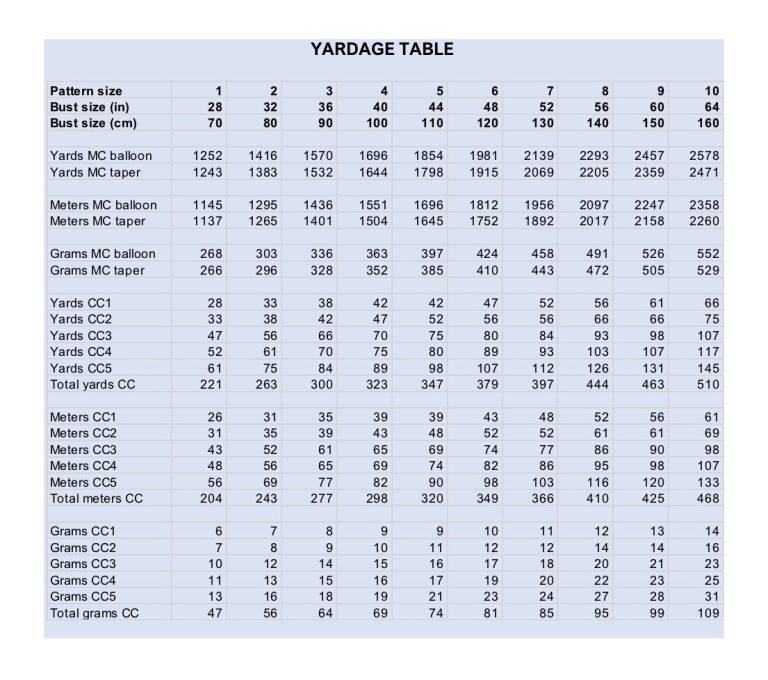 YARDAGE TABLE
Pattern size 1 2 3 4 5 6 7 8 9 10
Bust size (in) 28 32 36 40 44 48 52 56 60 64
Bust size (cm) 70 80 90 100 110 120 130 140 150 160
Yards MC balloon 1252 1416 1570 1696 1854 1981 2139 2293 2457 2578
Yards MC taper 1243 1383 1532 1644 1798 1915 2069 2205 2359 2471
Meters MC balloon 1145 1295 1436 1551 1696 1812 1956 2097 2247 2358
Meters MC taper 1137 1265 1401 1504 1645 1752 1892 2017 2158 2260
Grams MC balloon 268 303 336 363 397 424 458 491 526 552
Grams MC taper 266 296 328 352 385 410 443 472 505 529
Yards CC1 28 33 38 42 42 47 52 56 61 66
Yards CC2 33 38 42 47 52 56 56 66 66 75
Yards CC3 47 56 66 70 75 80 84 93 98 107
Yards CC4 52 61 70 75 80 89 93 103 107 117
Yards CC5 61 75 84 89 98 107 112 126 131 145
Total yards CC 221 263 300 323 347 379 397 444 463 510
Meters CC1 26 31 35 39 39 43 48 52 56 61
Meters CC2 31 35 39 43 48 52 52 61 61 69
Meters CC3 43 52 61 65 69 74 77 86 90 98
Meters CC4 48 56 65 69 74 82 86 95 98 107
Meters CC5 56 69 77 82 90 98 103 116 120 133
Total meters CC 204 243 277 298 320 349 366 410 425 468
Grams CC1 6 7 8 9 9 10 11 12 13 14
Grams CC2 7 8 9 10 11 12 12 14 14 16
Grams CC3 10 12 14 15 16 17 18 20 21 23
Grams CC4 11 13 15 16 17 19 20 22 23 25
Grams CC5 13 16 18 19 21 23 24 27 28 31
Total grams CC 47 56 64 69 74 81 85 95 99 109